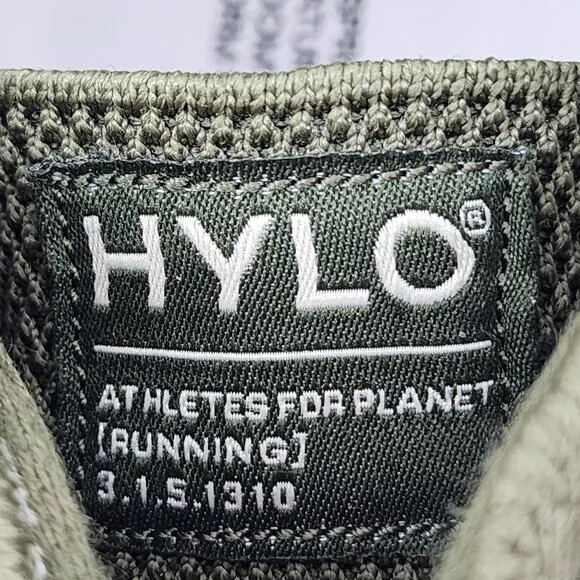 HYLO®
ATHLETES FOR PLANET
[RUNNING]
3.1.5.1310